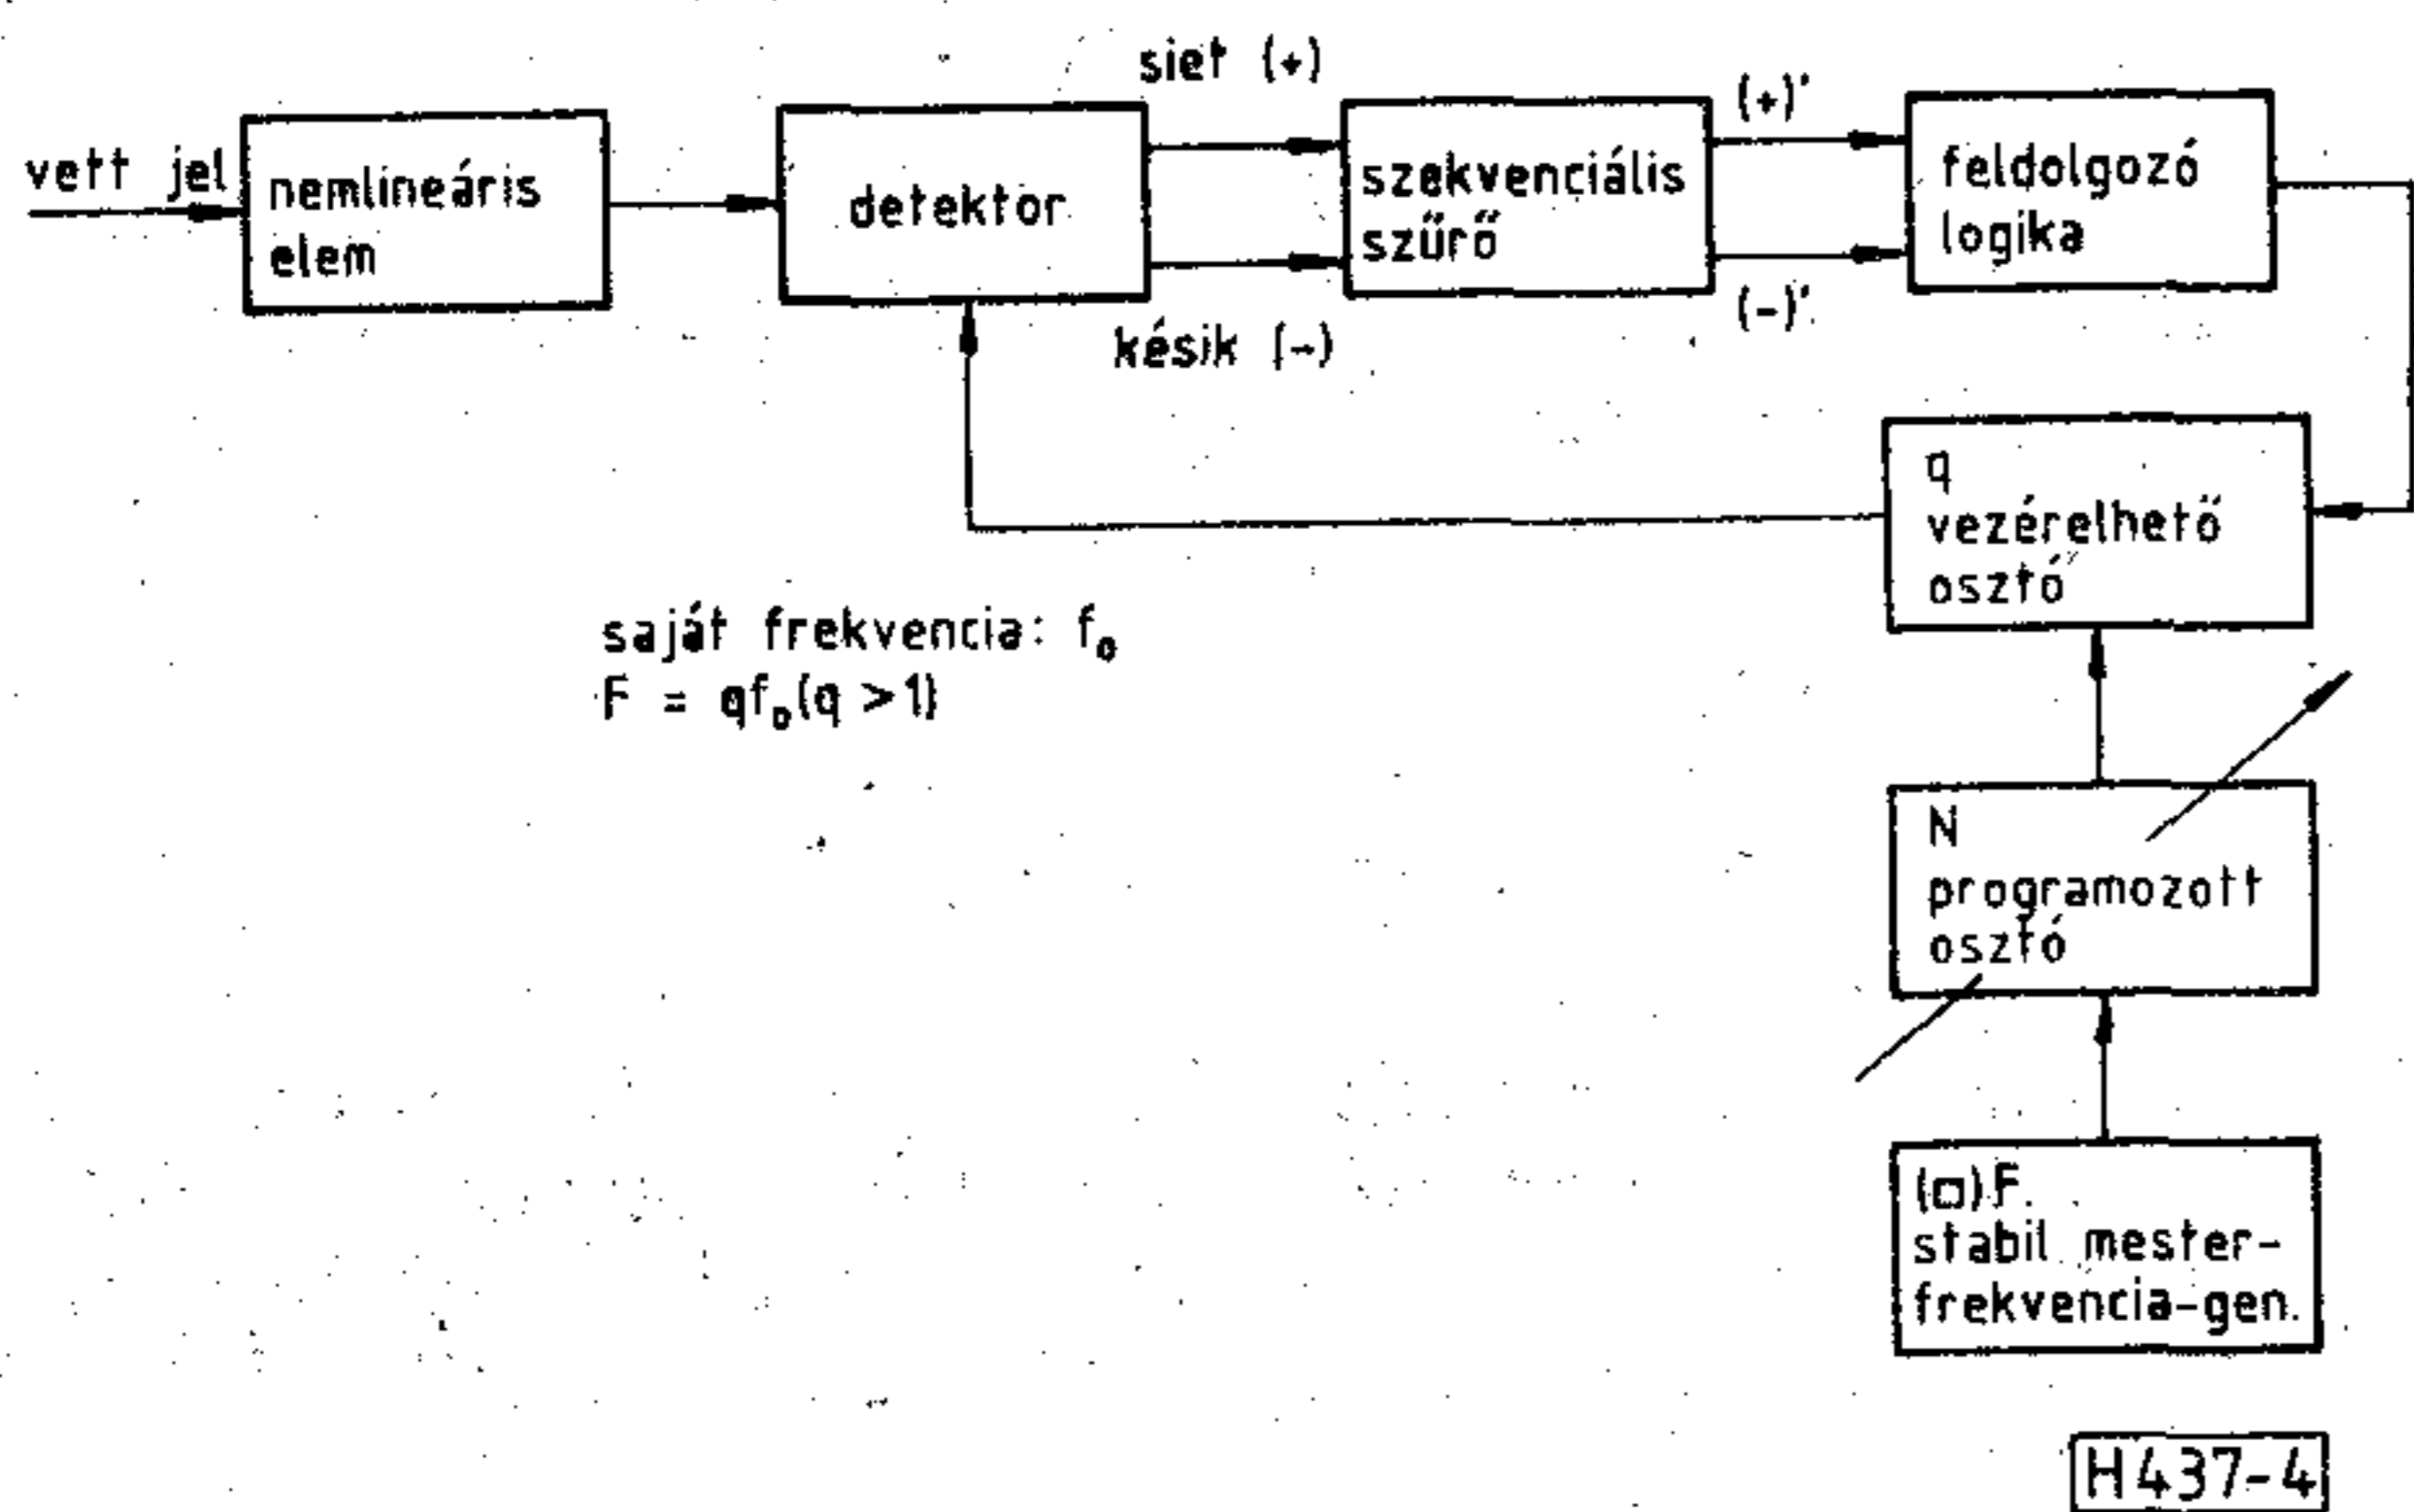 vett jel
nemlineáris
elem
detektor
siet (+)
késik (-)
szekvenciális
szűrő
(+)'
(-)'
feldolgozó
logika
q
vezérelhető
osztó
saját frekvencia: f₀
F = qf₀(q > 1)
N
programozott
osztó
(□) F.
stabil mester-
frekvencia-gen.
H437-4